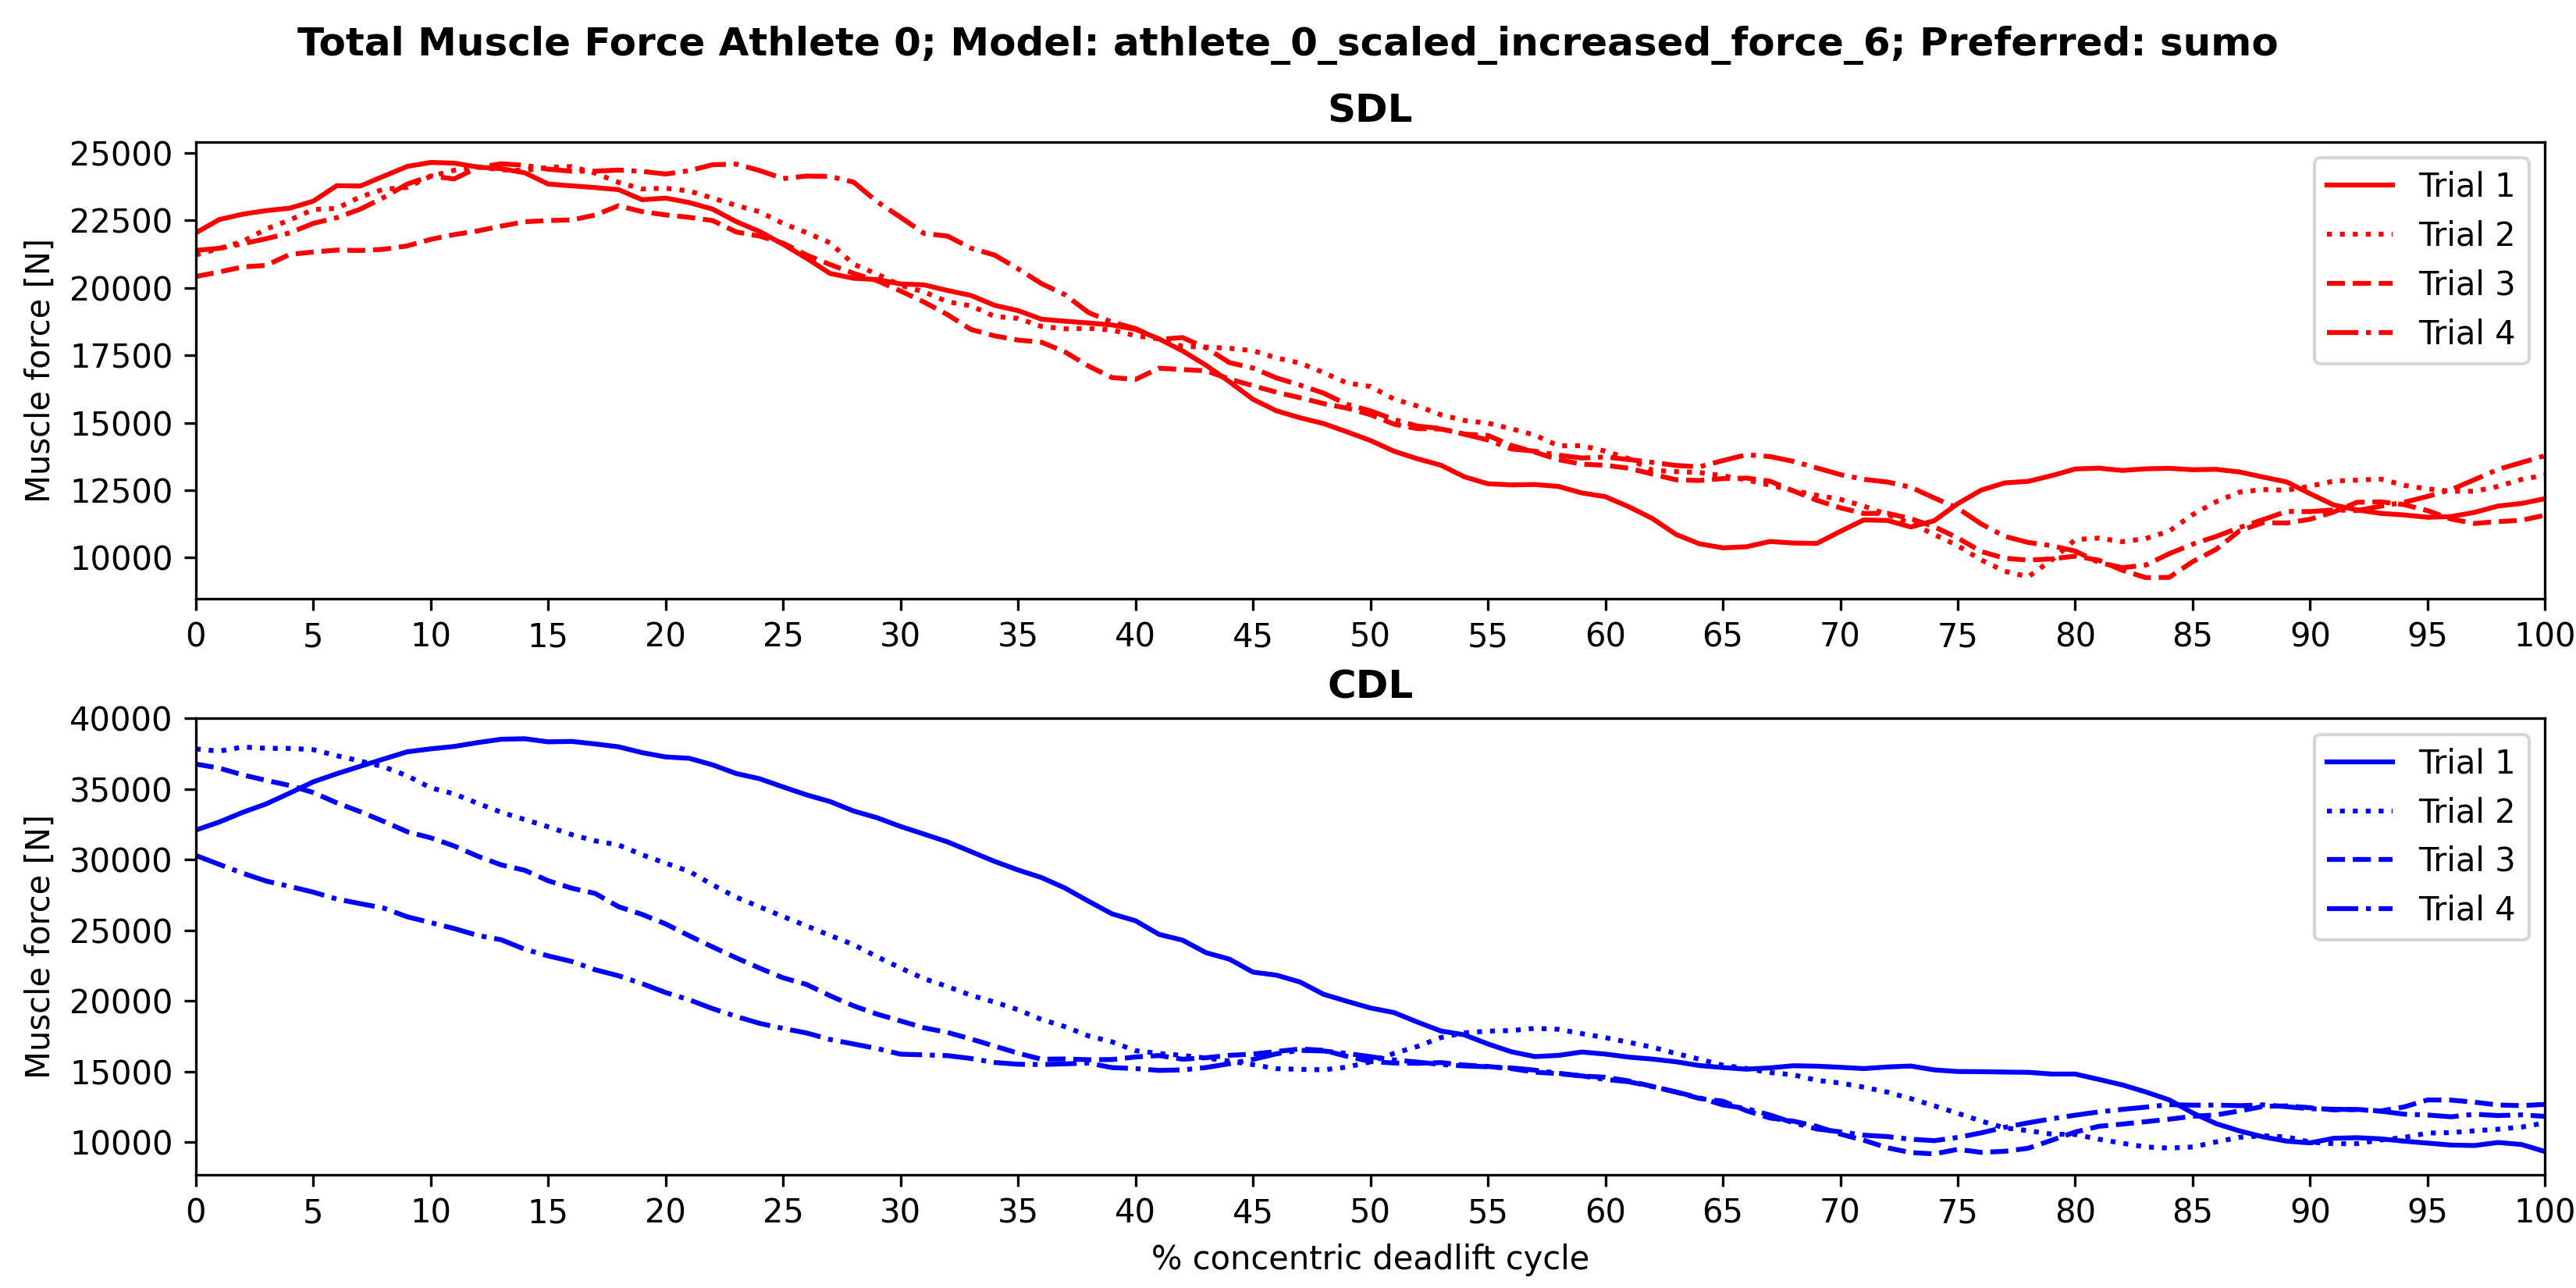 Total Muscle Force Athlete 0; Model: athlete_0_scaled_increased_force_6; Preferred: sumo
SDL
Muscle force [N]
25000
22500
20000
17500
15000
12500
10000
0 5 10 15 20 25 30 35 40 45 50 55 60 65 70 75 80 85 90 95 100
Trial 1
Trial 2
Trial 3
Trial 4
CDL
Muscle force [N]
40000
35000
30000
25000
20000
15000
10000
0 5 10 15 20 25 30 35 40 45 50 55 60 65 70 75 80 85 90 95 100
Trial 1
Trial 2
Trial 3
Trial 4
% concentric deadlift cycle